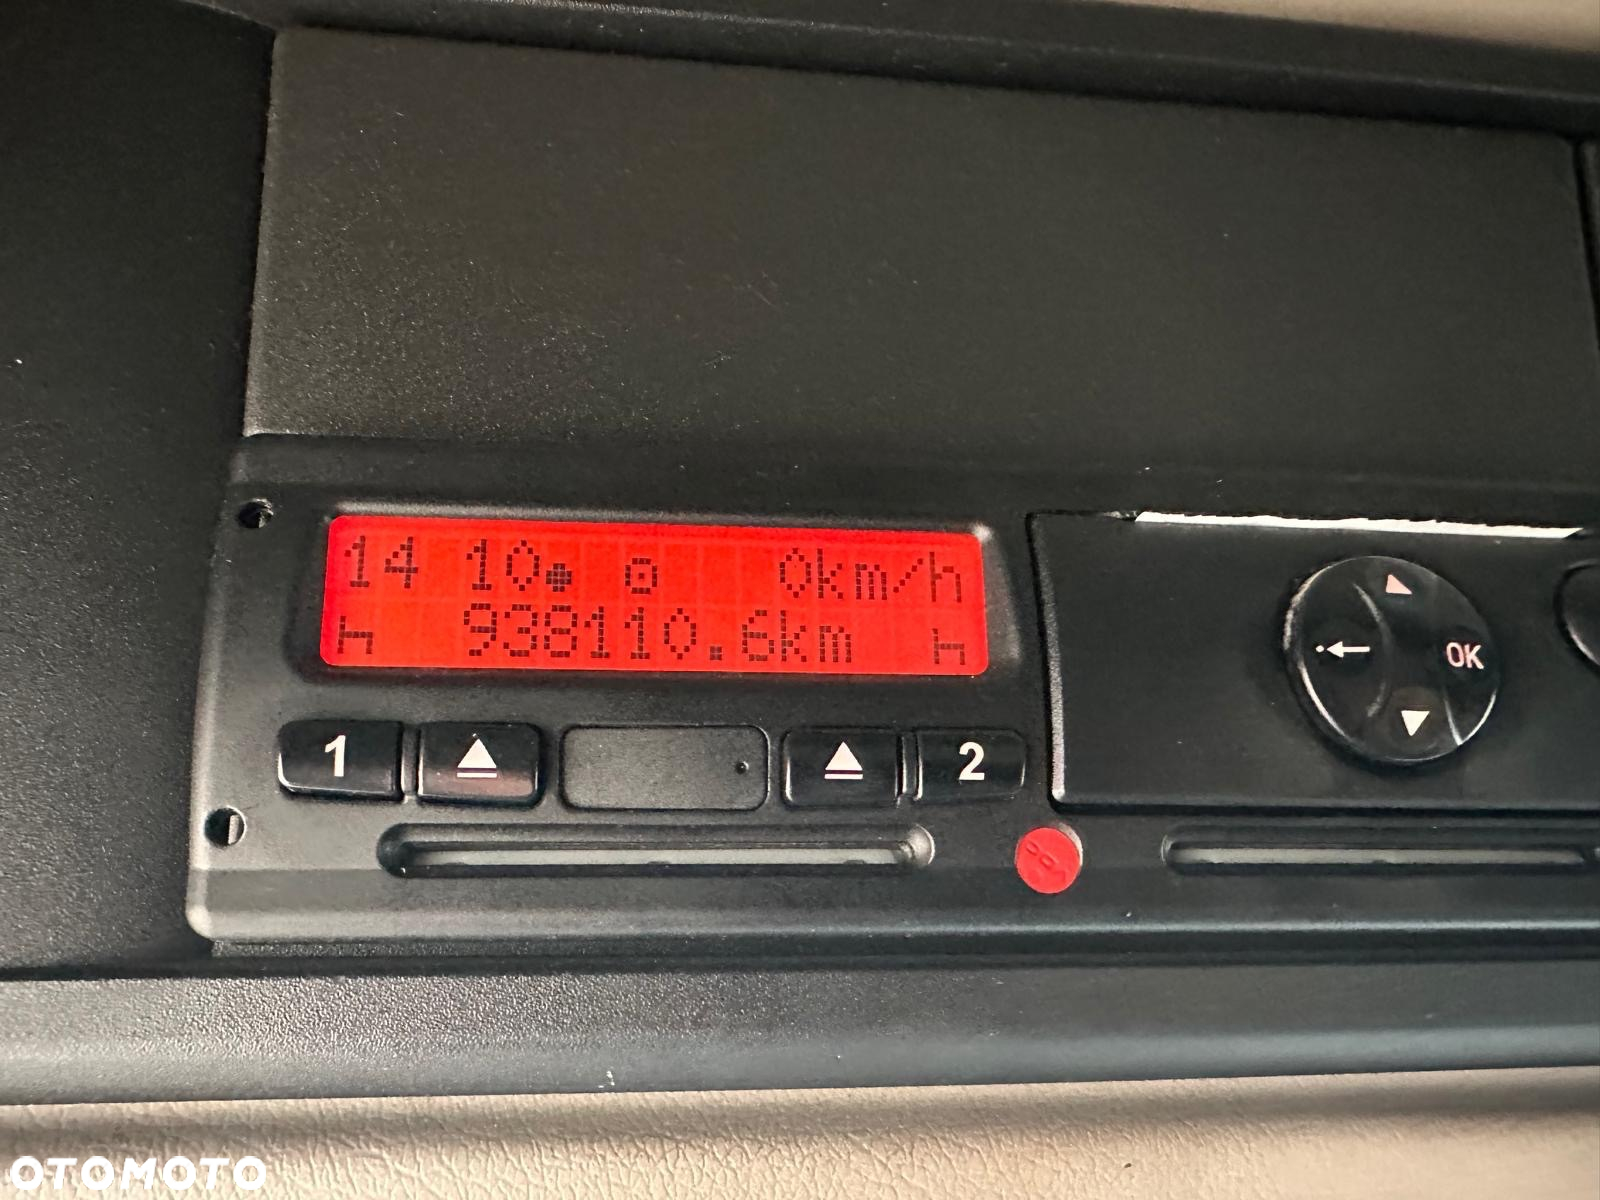 14 10● ⊡ 0km/h
h 938110.6km h
1 2
OK
OTOMOTO